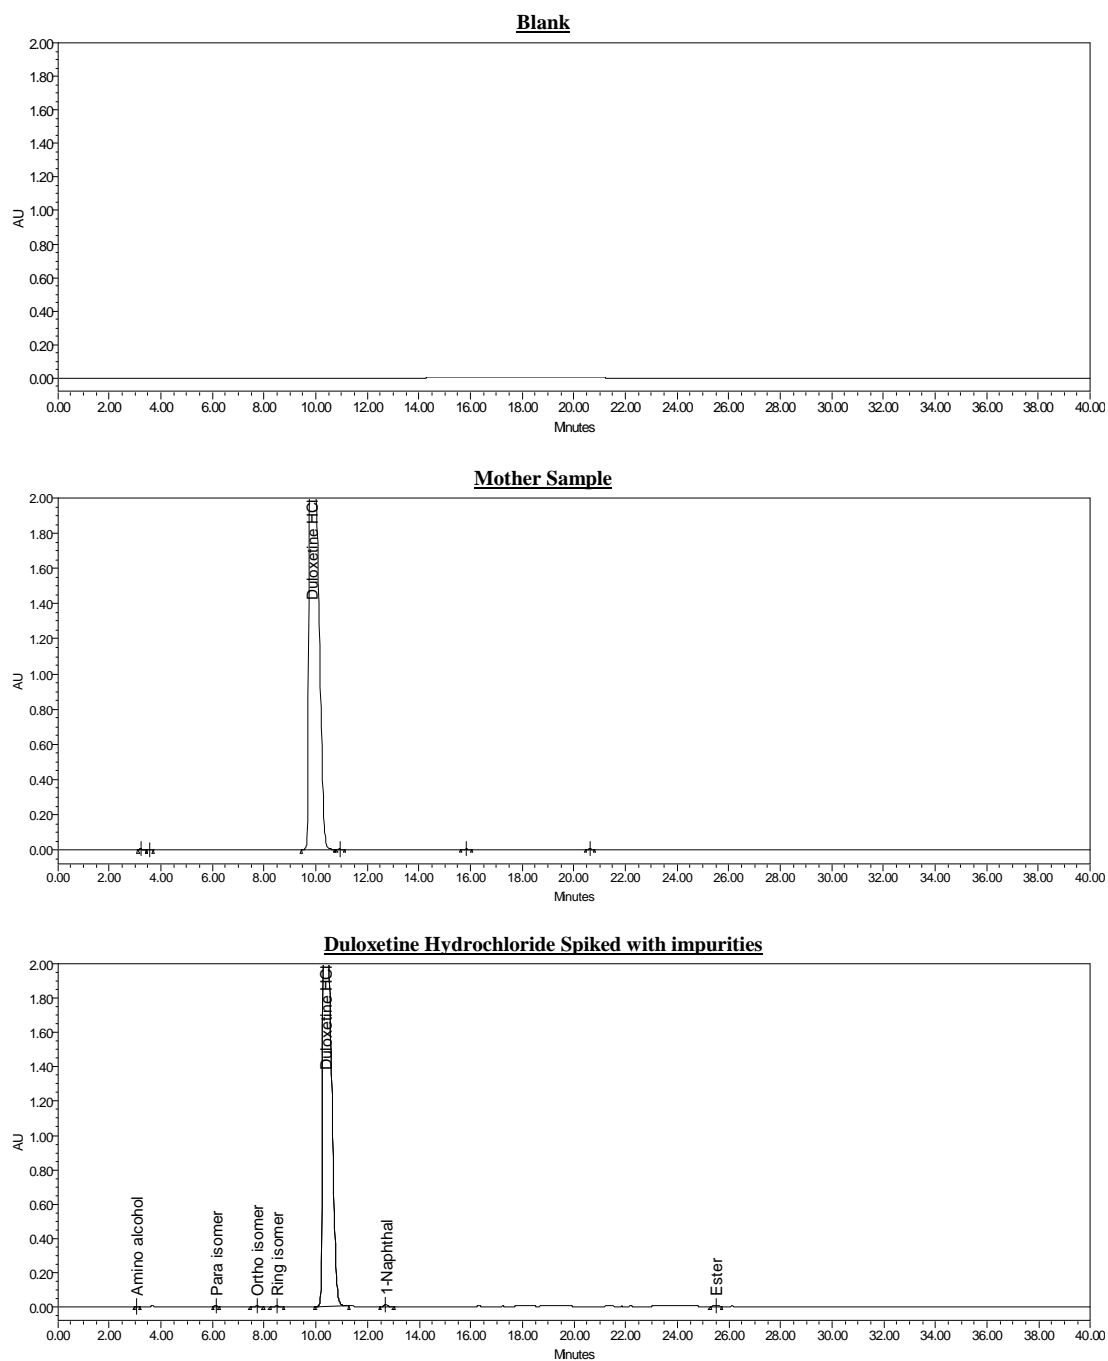 Blank
AU
2.00
1.80
1.60
1.40
1.20
1.00
0.80
0.60
0.40
0.20
0.00
0.00 2.00 4.00 6.00 8.00 10.00 12.00 14.00 16.00 18.00 20.00 22.00 24.00 26.00 28.00 30.00 32.00 34.00 36.00 38.00 40.00
Minutes
Mother Sample
AU
2.00
1.80
1.60
1.40
1.20
1.00
0.80
0.60
0.40
0.20
0.00
Duloxetine HCl
0.00 2.00 4.00 6.00 8.00 10.00 12.00 14.00 16.00 18.00 20.00 22.00 24.00 26.00 28.00 30.00 32.00 34.00 36.00 38.00 40.00
Minutes
Duloxetine Hydrochloride Spiked with impurities
AU
2.00
1.80
1.60
1.40
1.20
1.00
0.80
0.60
0.40
0.20
0.00
Amino alcohol
Para isomer
Ortho isomer
Ring isomer
Duloxetine HCl
1-Naphthal
Ester
0.00 2.00 4.00 6.00 8.00 10.00 12.00 14.00 16.00 18.00 20.00 22.00 24.00 26.00 28.00 30.00 32.00 34.00 36.00 38.00 40.00
Minutes